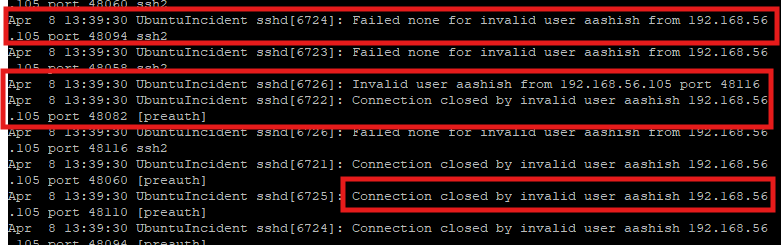 .105 port 48060 ssh2
Apr  8 13:39:30 UbuntuIncident sshd[6724]: Failed none for invalid user aashish from 192.168.56
.105 port 48094 ssh2
Apr  8 13:39:30 UbuntuIncident sshd[6723]: Failed none for invalid user aashish from 192.168.56
.105 port 48058 ssh2
Apr  8 13:39:30 UbuntuIncident sshd[6726]: Invalid user aashish from 192.168.56.105 port 48116
Apr  8 13:39:30 UbuntuIncident sshd[6722]: Connection closed by invalid user aashish 192.168.56
.105 port 48082 [preauth]
Apr  8 13:39:30 UbuntuIncident sshd[6726]: Failed none for invalid user aashish from 192.168.56
.105 port 48116 ssh2
Apr  8 13:39:30 UbuntuIncident sshd[6721]: Connection closed by invalid user aashish 192.168.56
.105 port 48060 [preauth]
Apr  8 13:39:30 UbuntuIncident sshd[6725]: Connection closed by invalid user aashish 192.168.56
.105 port 48110 [preauth]
Apr  8 13:39:30 UbuntuIncident sshd[6724]: Connection closed by invalid user aashish 192.168.56
.105 port 48094 [preauth]